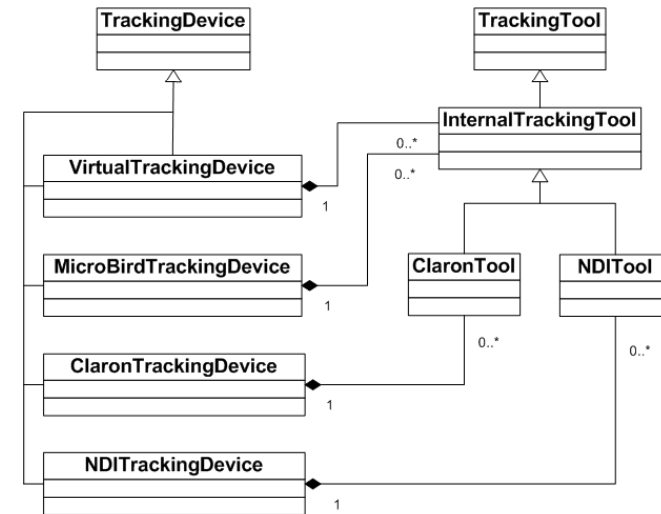 TrackingDevice
TrackingTool
InternalTrackingTool
0..*
VirtualTrackingDevice
0..*
1
MicroBirdTrackingDevice
ClaronTool
NDITool
1
0..*
0..*
ClaronTrackingDevice
1
NDITrackingDevice
1